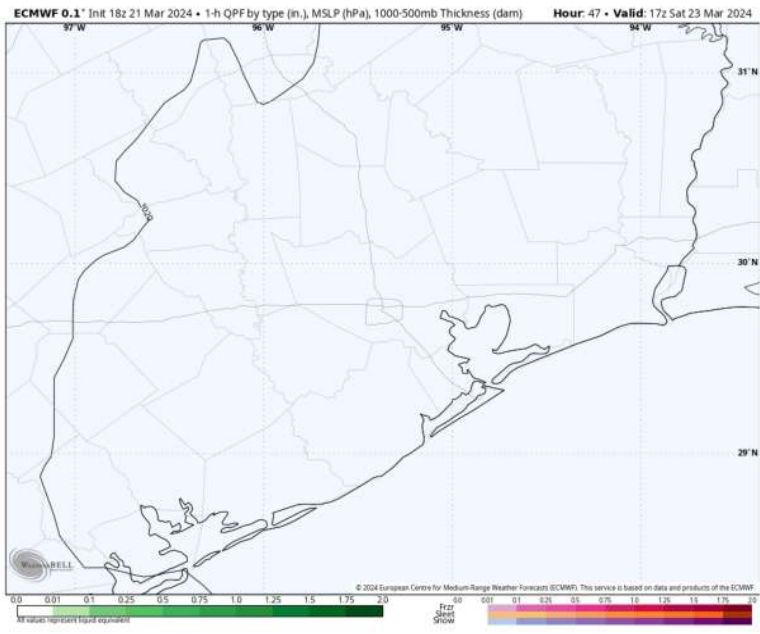 ECMWF 0.1° Init 18z 21 Mar 2024 • 1-h QPF by type (in.), MSLP (hPa), 1000-500mb Thickness (dam) Hour: 47 • Valid: 17z Sat 23 Mar 2024
97°W 96°W 95°W 94°W
31°N
1020
30°N
29°N
WeatherBELL
© 2024 European Centre for Medium-Range Weather Forecasts (ECMWF). This service is based on data and products of the ECMWF
0.0 0.01 0.1 0.25 0.5 0.75 1.0 1.25 1.5 1.75 2.0
All values represent liquid equivalent
0.0 0.01 0.1 0.25 0.5 0.75 1.0 1.25 1.5 1.75 2.0
Frzr
Sleet
Snow